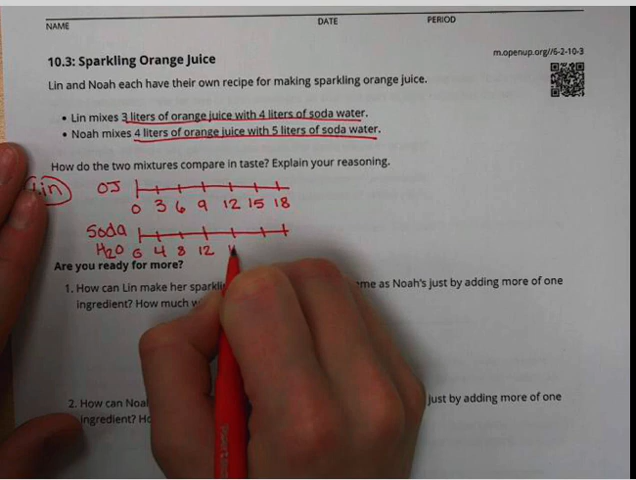 NAME DATE PERIOD
10.3: Sparkling Orange Juice
m.openup.org//6-2-10-3
Lin and Noah each have their own recipe for making sparkling orange juice.
• Lin mixes 3 liters of orange juice with 4 liters of soda water.
• Noah mixes 4 liters of orange juice with 5 liters of soda water.
How do the two mixtures compare in taste? Explain your reasoning.
Lin OJ
0 3 6 9 12 15 18
Soda
H2O 0 4 8 12 1
Are you ready for more?
1. How can Lin make her sparkli me as Noah's just by adding more of one
ingredient? How much
2. How can Noa just by adding more of one
ingredient?